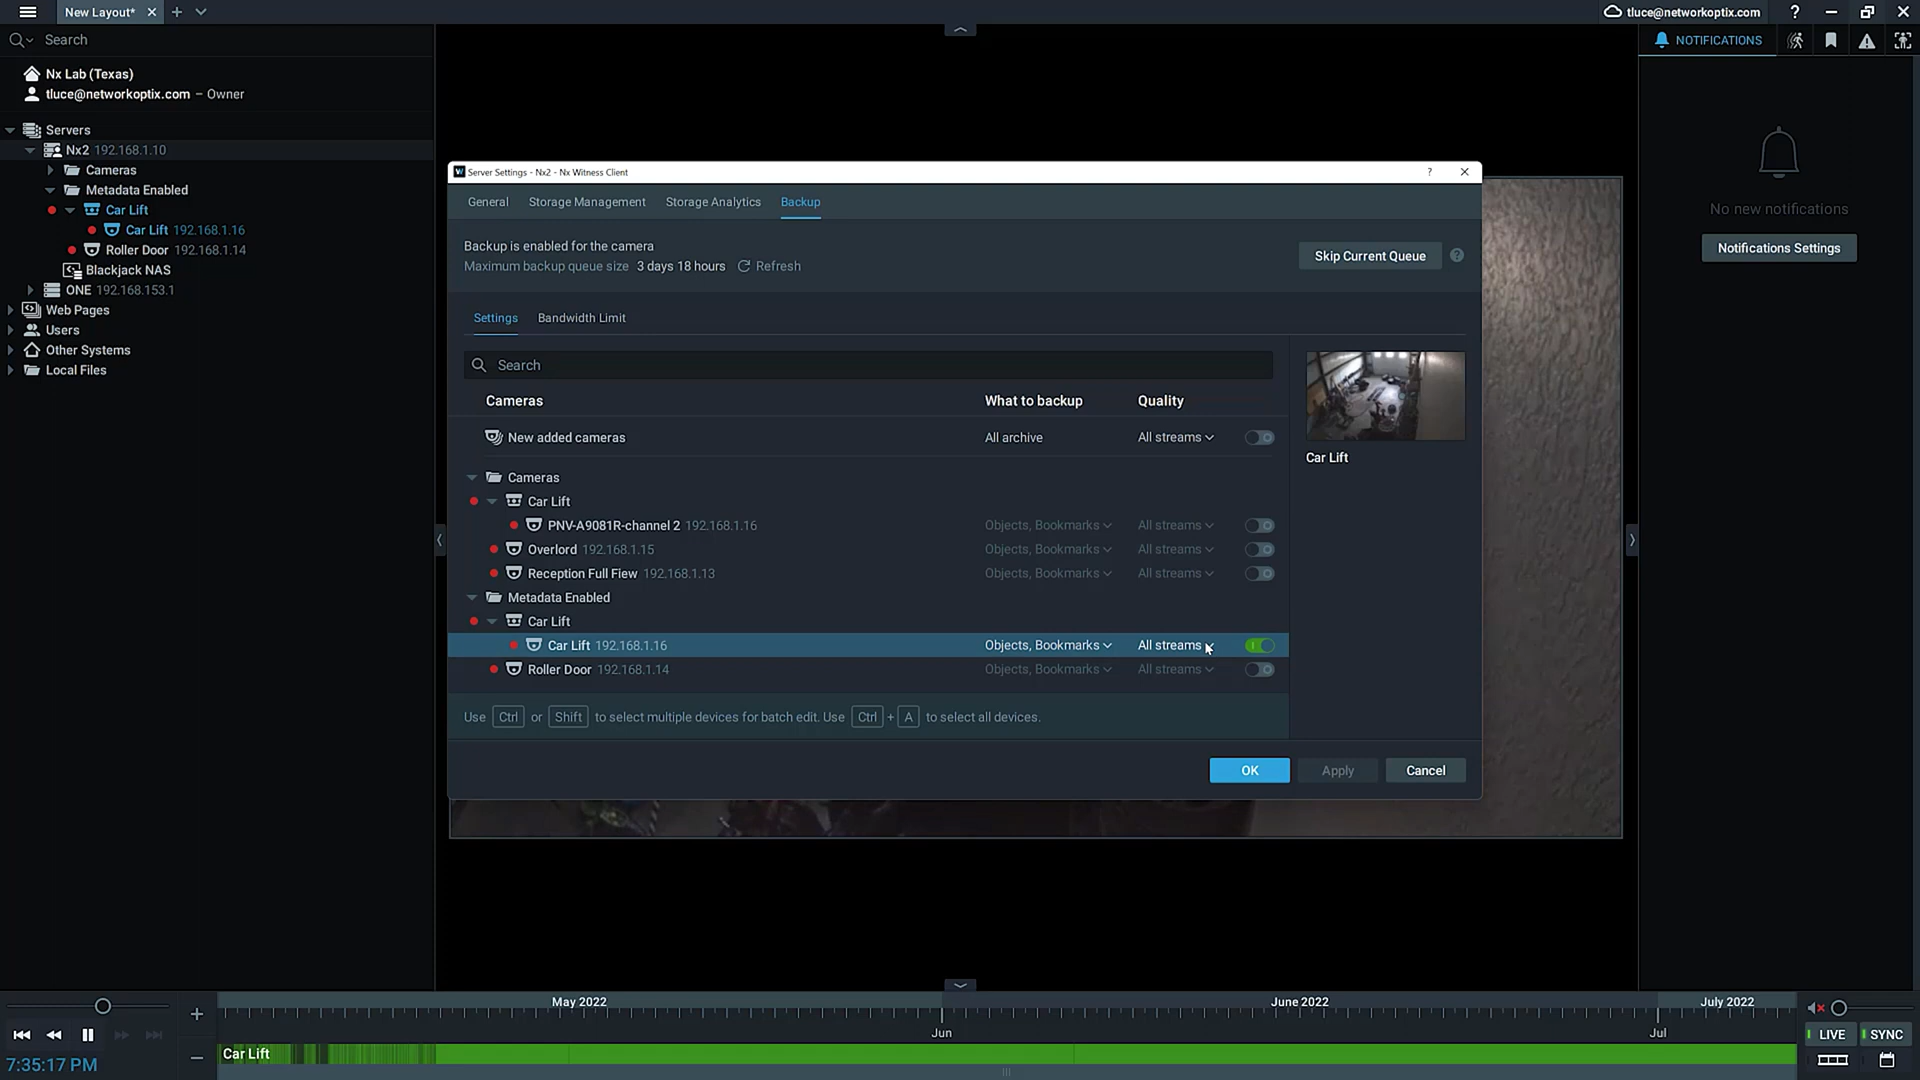 New Layout*
tluce@networkoptix.com
?
Search
NOTIFICATIONS
Nx Lab (Texas)
tluce@networkoptix.com – Owner
Servers
Nx2 192.168.1.10
Cameras
Metadata Enabled
Car Lift
Car Lift 192.168.1.16
Roller Door 192.168.1.14
Blackjack NAS
ONE 192.168.153.1
Web Pages
Users
Other Systems
Local Files
Server Settings - Nx2 - Nx Witness Client
?
General Storage Management Storage Analytics Backup
Backup is enabled for the camera
Maximum backup queue size 3 days 18 hours Refresh
Skip Current Queue ?
Settings Bandwidth Limit
Search
Cameras What to backup Quality
New added cameras All archive All streams
Cameras
Car Lift
PNV-A9081R-channel 2 192.168.1.16 Objects, Bookmarks All streams
Overlord 192.168.1.15 Objects, Bookmarks All streams
Reception Full Fiew 192.168.1.13 Objects, Bookmarks All streams
Metadata Enabled
Car Lift
Car Lift 192.168.1.16 Objects, Bookmarks All streams
Roller Door 192.168.1.14 Objects, Bookmarks All streams
Use Ctrl or Shift to select multiple devices for batch edit. Use Ctrl + A to select all devices.
Car Lift
OK Apply Cancel
No new notifications
Notifications Settings
May 2022 June 2022 July 2022
Jun Jul
Car Lift
7:35:17 PM
LIVE SYNC